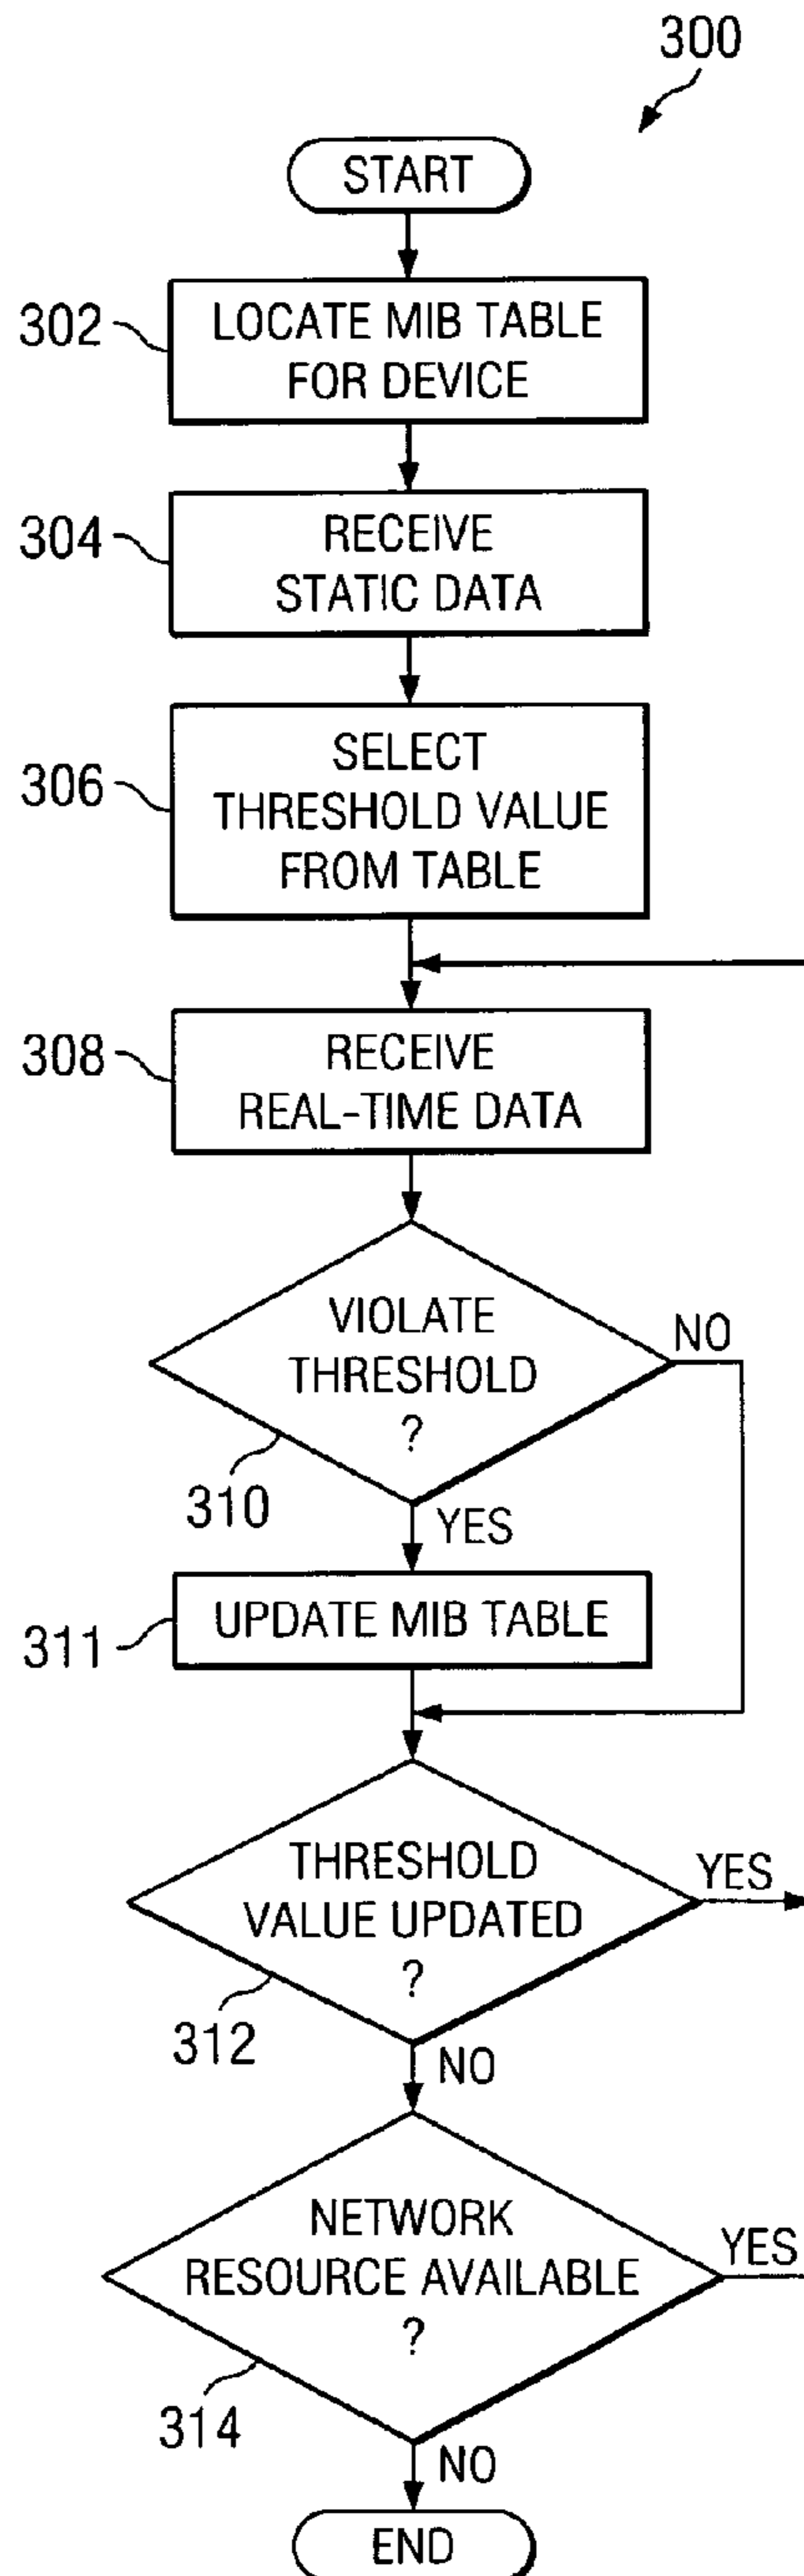 300
START
302
LOCATE MIB TABLE
FOR DEVICE
304
RECEIVE
STATIC DATA
306
SELECT
THRESHOLD VALUE
FROM TABLE
308
RECEIVE
REAL-TIME DATA
VIOLATE
THRESHOLD
?
NO
310
YES
311
UPDATE MIB TABLE
THRESHOLD
VALUE UPDATED
?
YES
312
NO
NETWORK
RESOURCE AVAILABLE
?
YES
314
NO
END